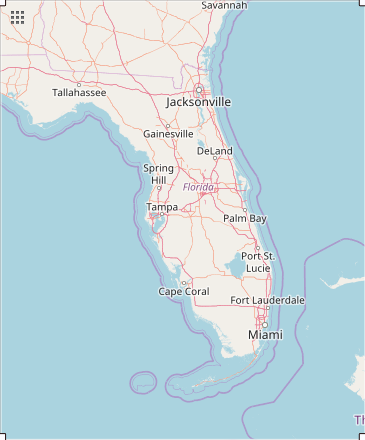 Savannah
Tallahassee
Jacksonville
Gainesville
DeLand
Spring
Hill
Florida
Tampa
Palm Bay
Port St.
Lucie
Cape Coral
Fort Lauderdale
Miami